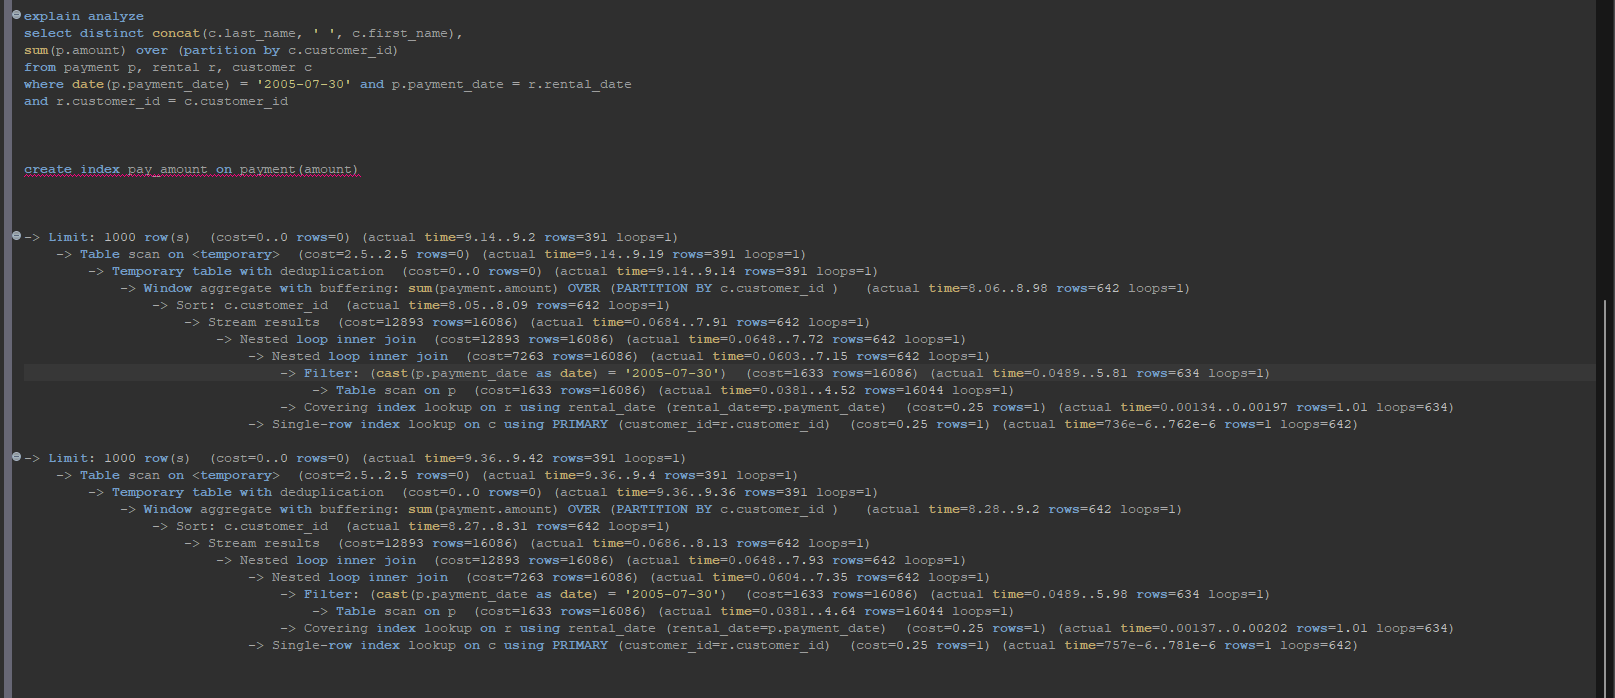 explain analyze
select distinct concat(c.last_name, ' ', c.first_name),
sum(p.amount) over (partition by c.customer_id)
from payment p, rental r, customer c
where date(p.payment_date) = '2005-07-30' and p.payment_date = r.rental_date
and r.customer_id = c.customer_id
create index pay_amount on payment(amount)
-> Limit: 1000 row(s)  (cost=0..0 rows=0) (actual time=9.14..9.2 rows=391 loops=1)
-> Table scan on <temporary>  (cost=2.5..2.5 rows=0) (actual time=9.14..9.19 rows=391 loops=1)
-> Temporary table with deduplication  (cost=0..0 rows=0) (actual time=9.14..9.14 rows=391 loops=1)
-> Window aggregate with buffering: sum(payment.amount) OVER (PARTITION BY c.customer_id )   (actual time=8.06..8.98 rows=642 loops=1)
-> Sort: c.customer_id  (actual time=8.05..8.09 rows=642 loops=1)
-> Stream results  (cost=12893 rows=16086) (actual time=0.0684..7.91 rows=642 loops=1)
-> Nested loop inner join  (cost=12893 rows=16086) (actual time=0.0648..7.72 rows=642 loops=1)
-> Nested loop inner join  (cost=7263 rows=16086) (actual time=0.0603..7.15 rows=642 loops=1)
-> Filter: (cast(p.payment_date as date) = '2005-07-30')  (cost=1633 rows=16086) (actual time=0.0489..5.81 rows=634 loops=1)
-> Table scan on p  (cost=1633 rows=16086) (actual time=0.0381..4.52 rows=16044 loops=1)
-> Covering index lookup on r using rental_date (rental_date=p.payment_date)  (cost=0.25 rows=1) (actual time=0.00134..0.00197 rows=1.01 loops=634)
-> Single-row index lookup on c using PRIMARY (customer_id=r.customer_id)  (cost=0.25 rows=1) (actual time=736e-6..762e-6 rows=1 loops=642)
-> Limit: 1000 row(s)  (cost=0..0 rows=0) (actual time=9.36..9.42 rows=391 loops=1)
-> Table scan on <temporary>  (cost=2.5..2.5 rows=0) (actual time=9.36..9.4 rows=391 loops=1)
-> Temporary table with deduplication  (cost=0..0 rows=0) (actual time=9.36..9.36 rows=391 loops=1)
-> Window aggregate with buffering: sum(payment.amount) OVER (PARTITION BY c.customer_id )   (actual time=8.28..9.2 rows=642 loops=1)
-> Sort: c.customer_id  (actual time=8.27..8.31 rows=642 loops=1)
-> Stream results  (cost=12893 rows=16086) (actual time=0.0686..8.13 rows=642 loops=1)
-> Nested loop inner join  (cost=12893 rows=16086) (actual time=0.0648..7.93 rows=642 loops=1)
-> Nested loop inner join  (cost=7263 rows=16086) (actual time=0.0604..7.35 rows=642 loops=1)
-> Filter: (cast(p.payment_date as date) = '2005-07-30')  (cost=1633 rows=16086) (actual time=0.0489..5.98 rows=634 loops=1)
-> Table scan on p  (cost=1633 rows=16086) (actual time=0.0381..4.64 rows=16044 loops=1)
-> Covering index lookup on r using rental_date (rental_date=p.payment_date)  (cost=0.25 rows=1) (actual time=0.00137..0.00202 rows=1.01 loops=634)
-> Single-row index lookup on c using PRIMARY (customer_id=r.customer_id)  (cost=0.25 rows=1) (actual time=757e-6..781e-6 rows=1 loops=642)